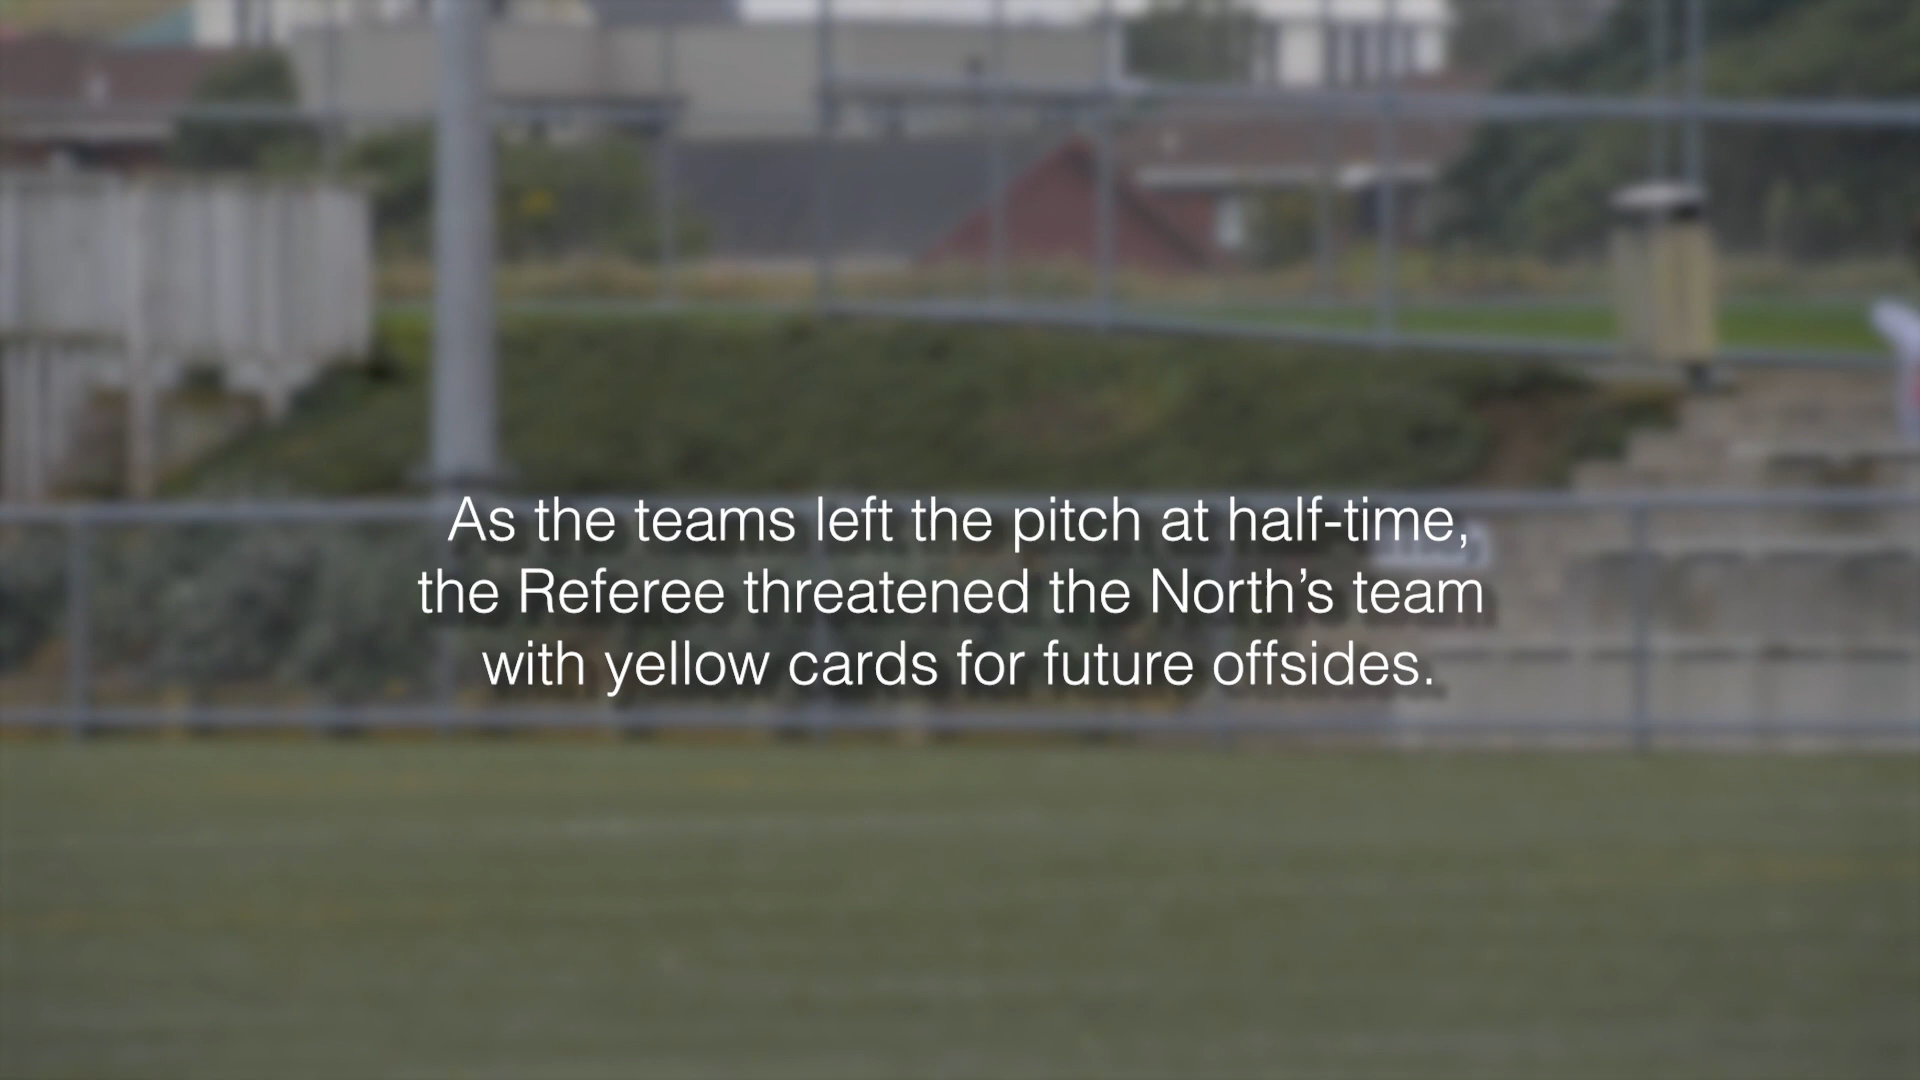 As the teams left the pitch at half-time,
the Referee threatened the North’s team
with yellow cards for future offsides.